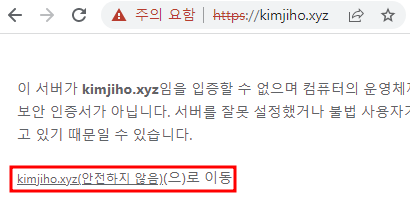 주의 요함 https://kimjiho.xyz
이 서버가 kimjiho.xyz임을 입증할 수 없으며 컴퓨터의 운영체
보안 인증서가 아닙니다. 서버를 잘못 설정했거나 불법 사용자가
고 있기 때문일 수 있습니다.
kimjiho.xyz(안전하지 않음)(으)로 이동